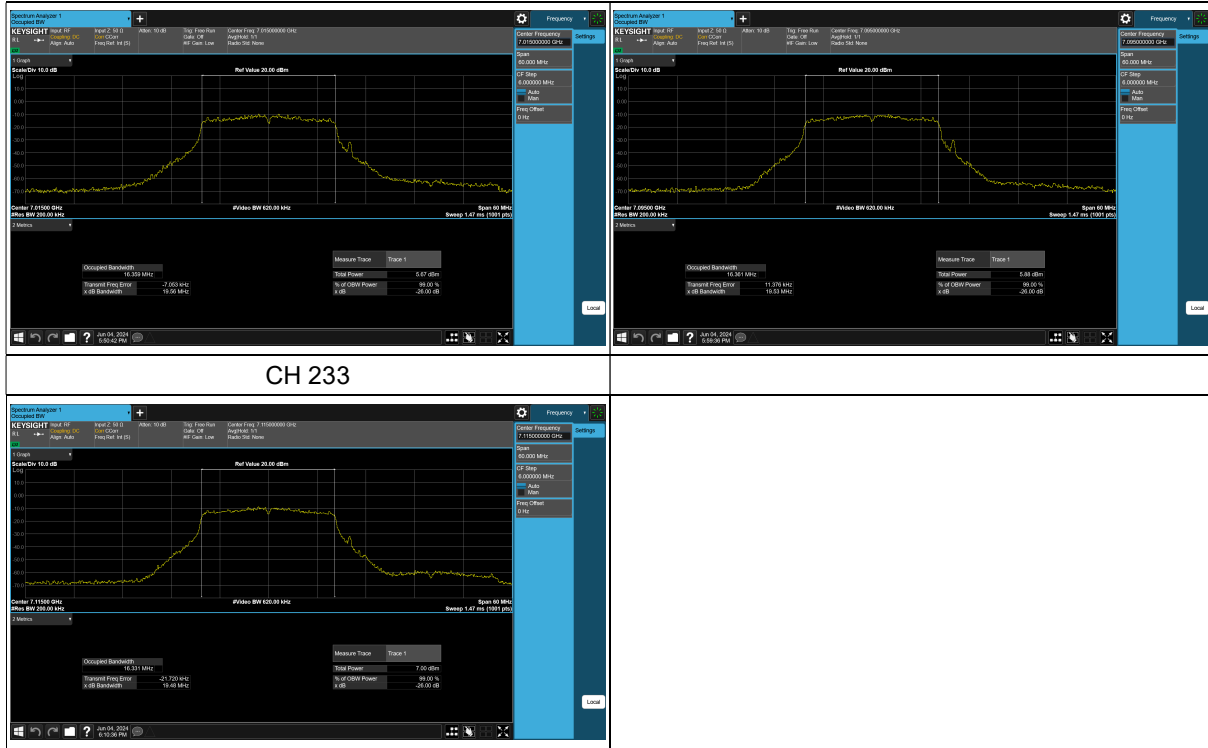 Spectrum Analyzer 1
Occupied BW
+
Frequency
KEYSIGHT
Input: RF
Coupling: DC
Align: Auto
Input Z: 50 Ω
Corr CCorr
Freq Ref: Int (S)
Atten: 10 dB
Trig: Free Run
Gate: Off
#IF Gain: Low
Center Freq: 7.015000000 GHz
Avg|Hold: 1/1
Radio Std: None
Center Frequency
7.015000000 GHz
Settings
Span
60.000 MHz
CF Step
6.000000 MHz
Auto
Man
Freq Offset
0 Hz
1 Graph
Scale/Div 10.0 dB
Ref Value 20.00 dBm
Log
Center 7.01500 GHz
#Video BW 620.00 kHz
Span 60 MHz
#Res BW 200.00 kHz
Sweep 1.47 ms (1001 pts)
2 Metrics
Measure Trace
Trace 1
Occupied Bandwidth
16.359 MHz
Total Power
5.67 dBm
Transmit Freq Error
-7.053 kHz
% of OBW Power
99.00 %
x dB Bandwidth
19.56 MHz
x dB
-26.00 dB
Local
Jun 04, 2024
5:50:42 PM
Spectrum Analyzer 1
Occupied BW
+
Frequency
KEYSIGHT
Input: RF
Coupling: DC
Align: Auto
Input Z: 50 Ω
Corr CCorr
Freq Ref: Int (S)
Atten: 10 dB
Trig: Free Run
Gate: Off
#IF Gain: Low
Center Freq: 7.095000000 GHz
Avg|Hold: 1/1
Radio Std: None
Center Frequency
7.095000000 GHz
Settings
Span
60.000 MHz
CF Step
6.000000 MHz
Auto
Man
Freq Offset
0 Hz
1 Graph
Scale/Div 10.0 dB
Ref Value 20.00 dBm
Log
Center 7.09500 GHz
#Video BW 620.00 kHz
Span 60 MHz
#Res BW 200.00 kHz
Sweep 1.47 ms (1001 pts)
2 Metrics
Measure Trace
Trace 1
Occupied Bandwidth
16.361 MHz
Total Power
5.88 dBm
Transmit Freq Error
11.376 kHz
% of OBW Power
99.00 %
x dB Bandwidth
19.53 MHz
x dB
-26.00 dB
Local
Jun 04, 2024
5:59:36 PM
CH 233
Spectrum Analyzer 1
Occupied BW
+
Frequency
KEYSIGHT
Input: RF
Coupling: DC
Align: Auto
Input Z: 50 Ω
Corr CCorr
Freq Ref: Int (S)
Atten: 10 dB
Trig: Free Run
Gate: Off
#IF Gain: Low
Center Freq: 7.115000000 GHz
Avg|Hold: 1/1
Radio Std: None
Center Frequency
7.115000000 GHz
Settings
Span
60.000 MHz
CF Step
6.000000 MHz
Auto
Man
Freq Offset
0 Hz
1 Graph
Scale/Div 10.0 dB
Ref Value 20.00 dBm
Log
Center 7.11500 GHz
#Video BW 620.00 kHz
Span 60 MHz
#Res BW 200.00 kHz
Sweep 1.47 ms (1001 pts)
2 Metrics
Measure Trace
Trace 1
Occupied Bandwidth
16.331 MHz
Total Power
7.00 dBm
Transmit Freq Error
-21.720 kHz
% of OBW Power
99.00 %
x dB Bandwidth
19.48 MHz
x dB
-26.00 dB
Local
Jun 04, 2024
6:10:36 PM